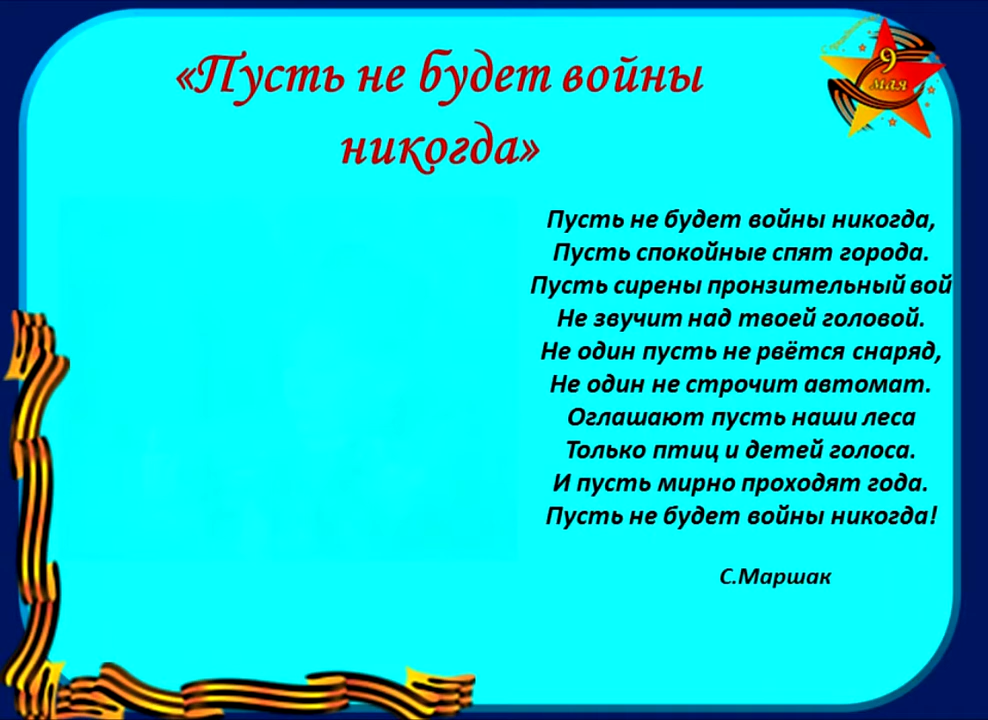 «Пусть не будет войны
никогда»
9
мая
Пусть не будет войны никогда,
Пусть спокойные спят города.
Пусть сирены пронзительный вой
Не звучит над твоей головой.
Не один пусть не рвётся снаряд,
Не один не строчит автомат.
Оглашают пусть наши леса
Только птиц и детей голоса.
И пусть мирно проходят года.
Пусть не будет войны никогда!
С.Маршак